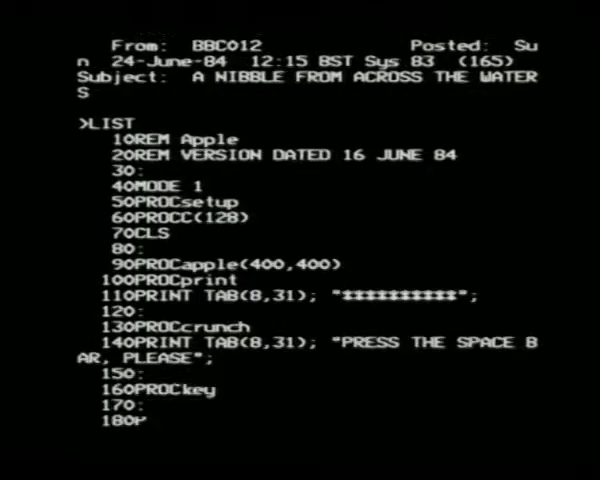 From:  BBC012                Posted:  Su
n  24-June-84  12:15 BST Sys 83  (165)
Subject:  A NIBBLE FROM ACROSS THE WATER
S
>LIST
10REM Apple
20REM VERSION DATED 16 JUNE 84
30:
40MODE 1
50PROCsetup
60PROCC(128)
70CLS
80:
90PROCapple(400,400)
100PROCprint
110PRINT TAB(8,31); "**********";
120:
130PROCcrunch
140PRINT TAB(8,31); "PRESS THE SPACE B
AR, PLEASE";
150:
160PROCkey
170:
180